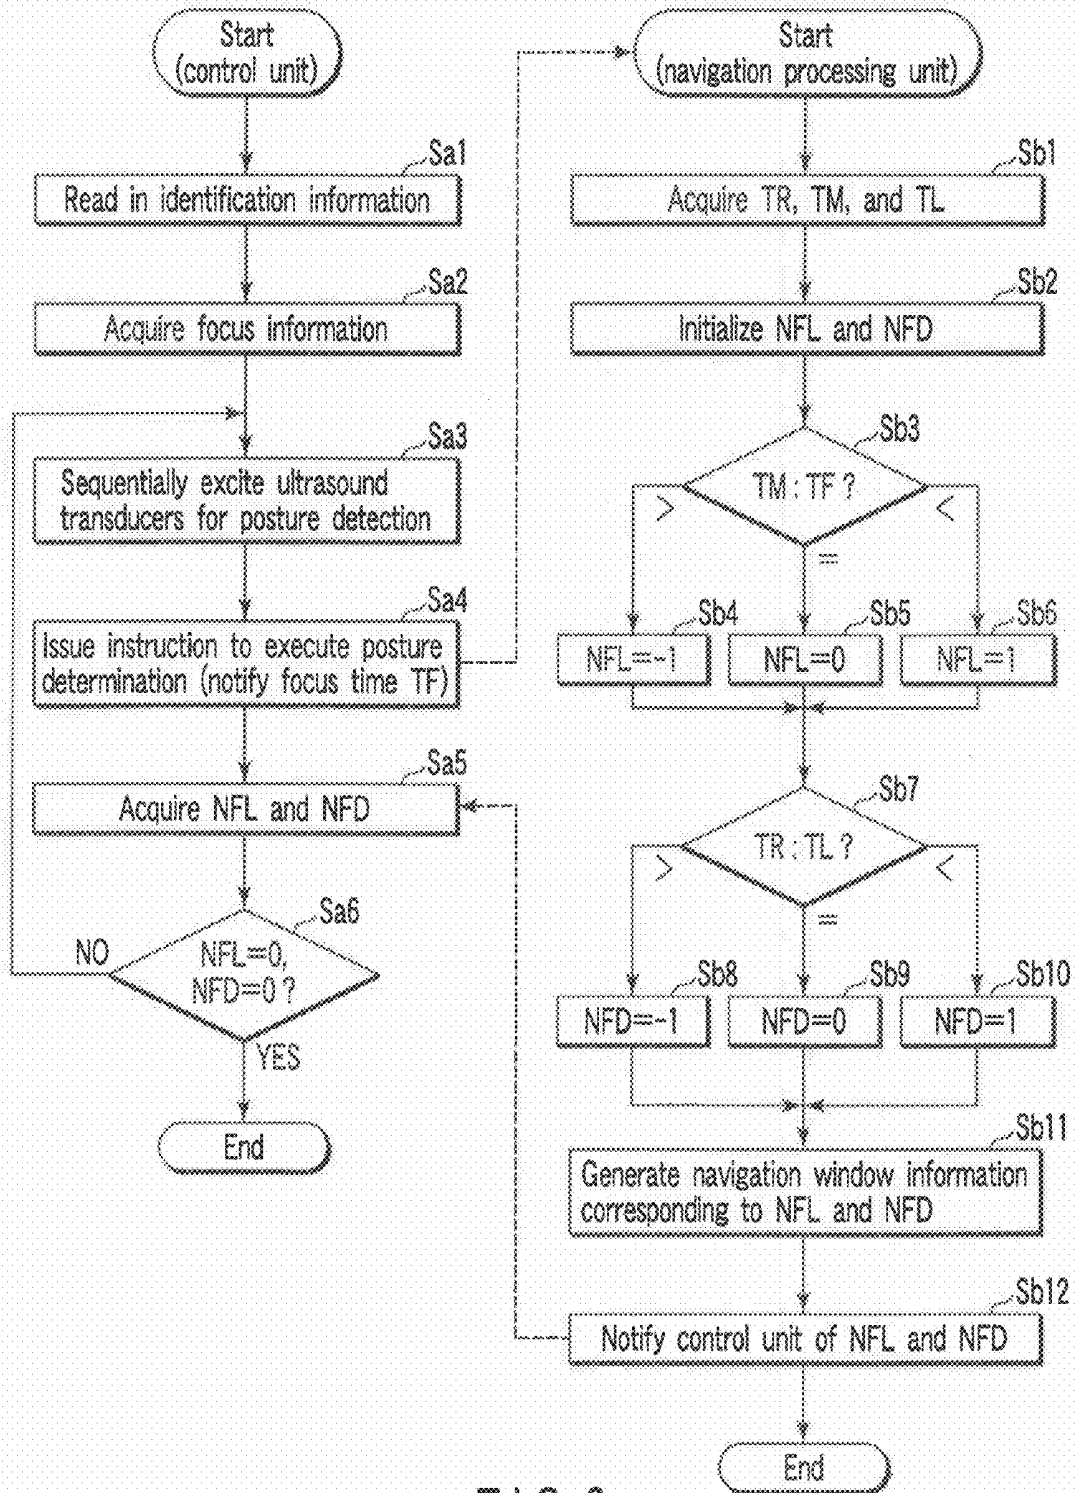 Start
(control unit)
Sa1
Read in identification information
Sa2
Acquire focus information
Sa3
Sequentially excite ultrasound
transducers for posture detection
Sa4
Issue instruction to execute posture
determination (notify focus time TF)
Sa5
Acquire NFL and NFD
Sa6
NFL=0,
NFD=0?
NO
YES
End
Start
(navigation processing unit)
Sb1
Acquire TR, TM, and TL
Sb2
Initialize NFL and NFD
Sb3
TM : TF ?
>
=
<
Sb4
NFL=-1
Sb5
NFL=0
Sb6
NFL=1
Sb7
TR : TL ?
>
=
<
Sb8
NFD=-1
Sb9
NFD=0
Sb10
NFD=1
Sb11
Generate navigation window information
corresponding to NFL and NFD
Sb12
Notify control unit of NFL and NFD
End